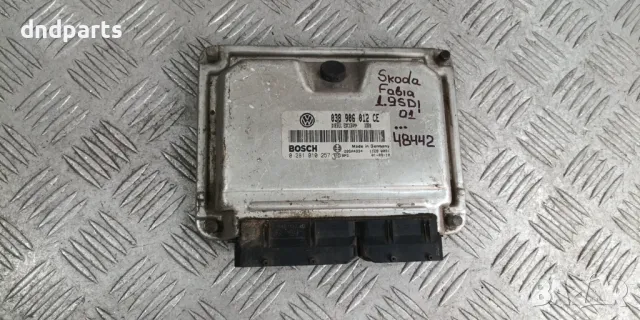 dndparts
038 906 012 CE
BOSCH
Made in Germany
0 281 010 257
Skoda
Fabia
1.9SDI
01
...
48442
BAZAR